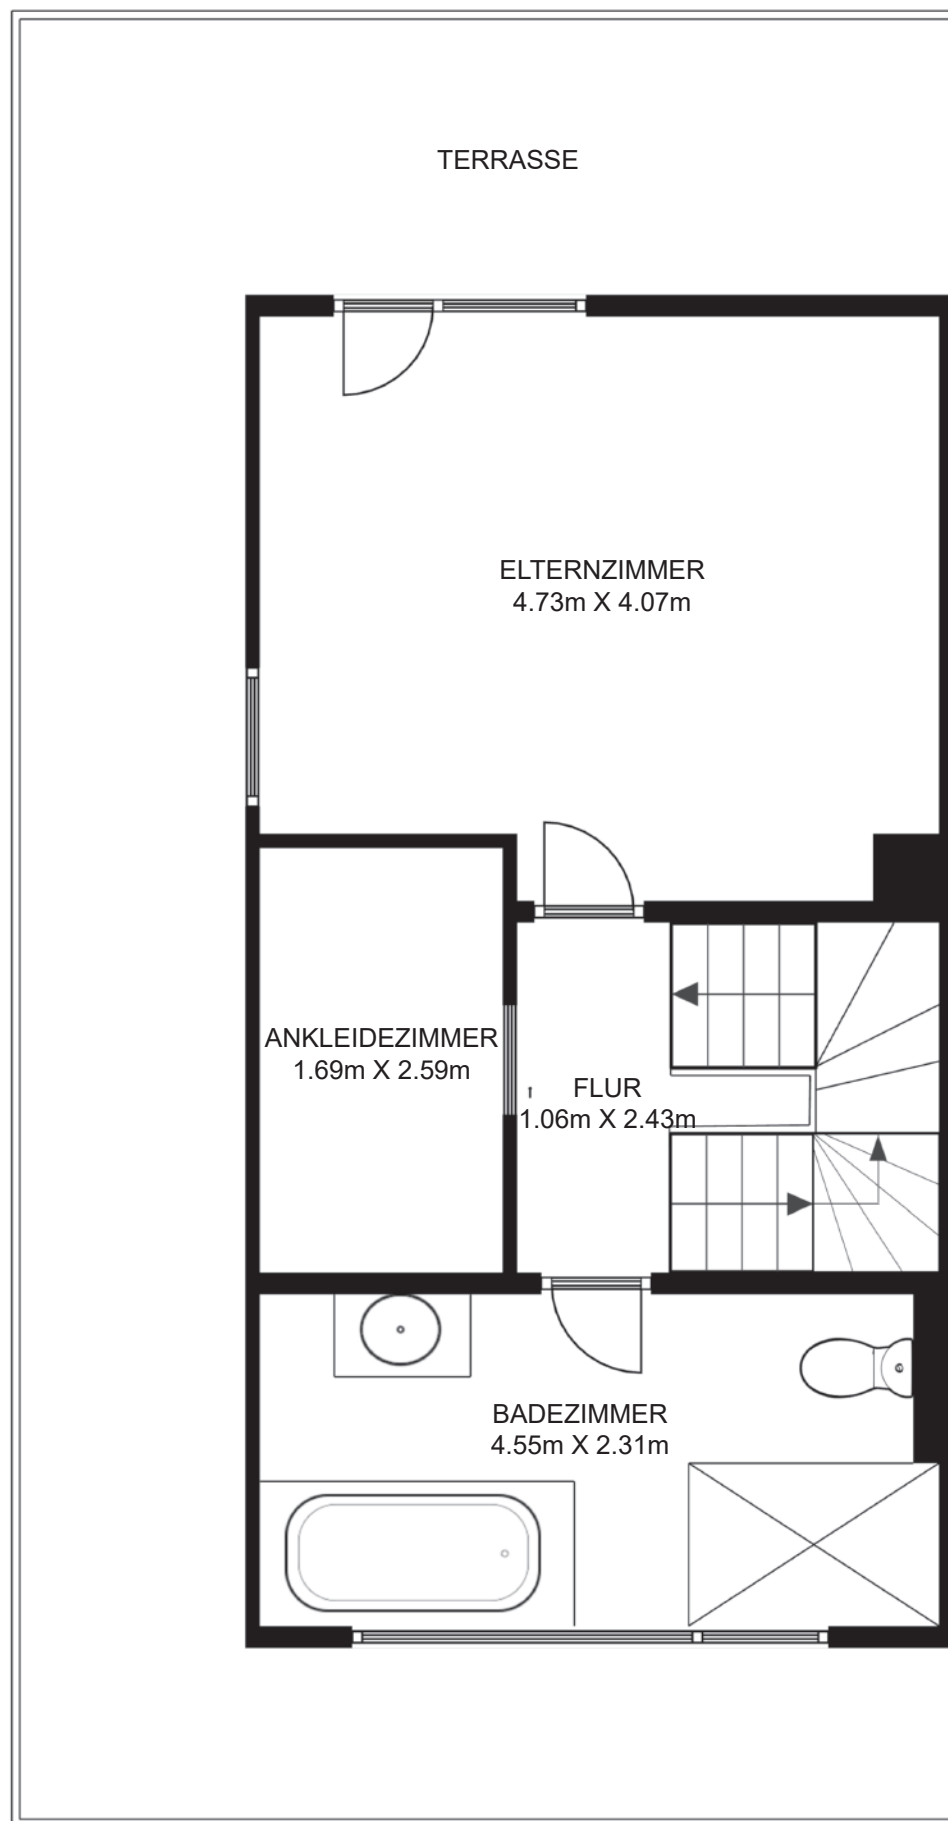 TERRASSE
ELTERNZIMMER
4.73m X 4.07m
ANKLEIDEZIMMER
1.69m X 2.59m
FLUR
1.06m X 2.43m
BADEZIMMER
4.55m X 2.31m